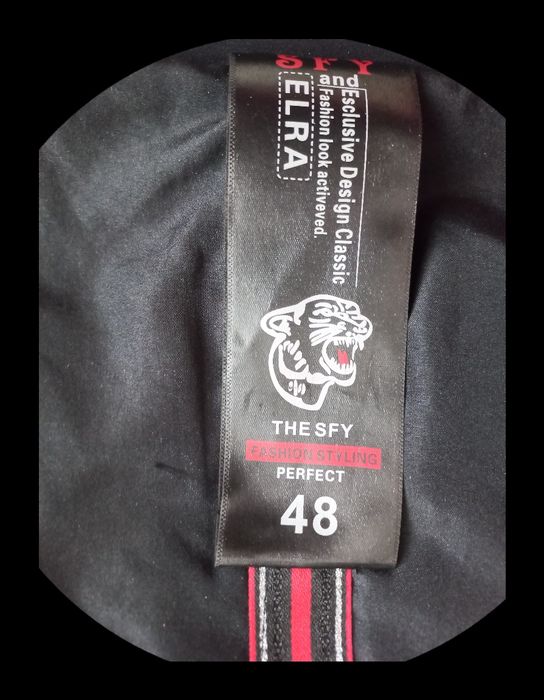 SFY
and Esclusive Design Classic
a Fashion look activeved.
ELRA
THE SFY
FASHION STYLING
PERFECT
48